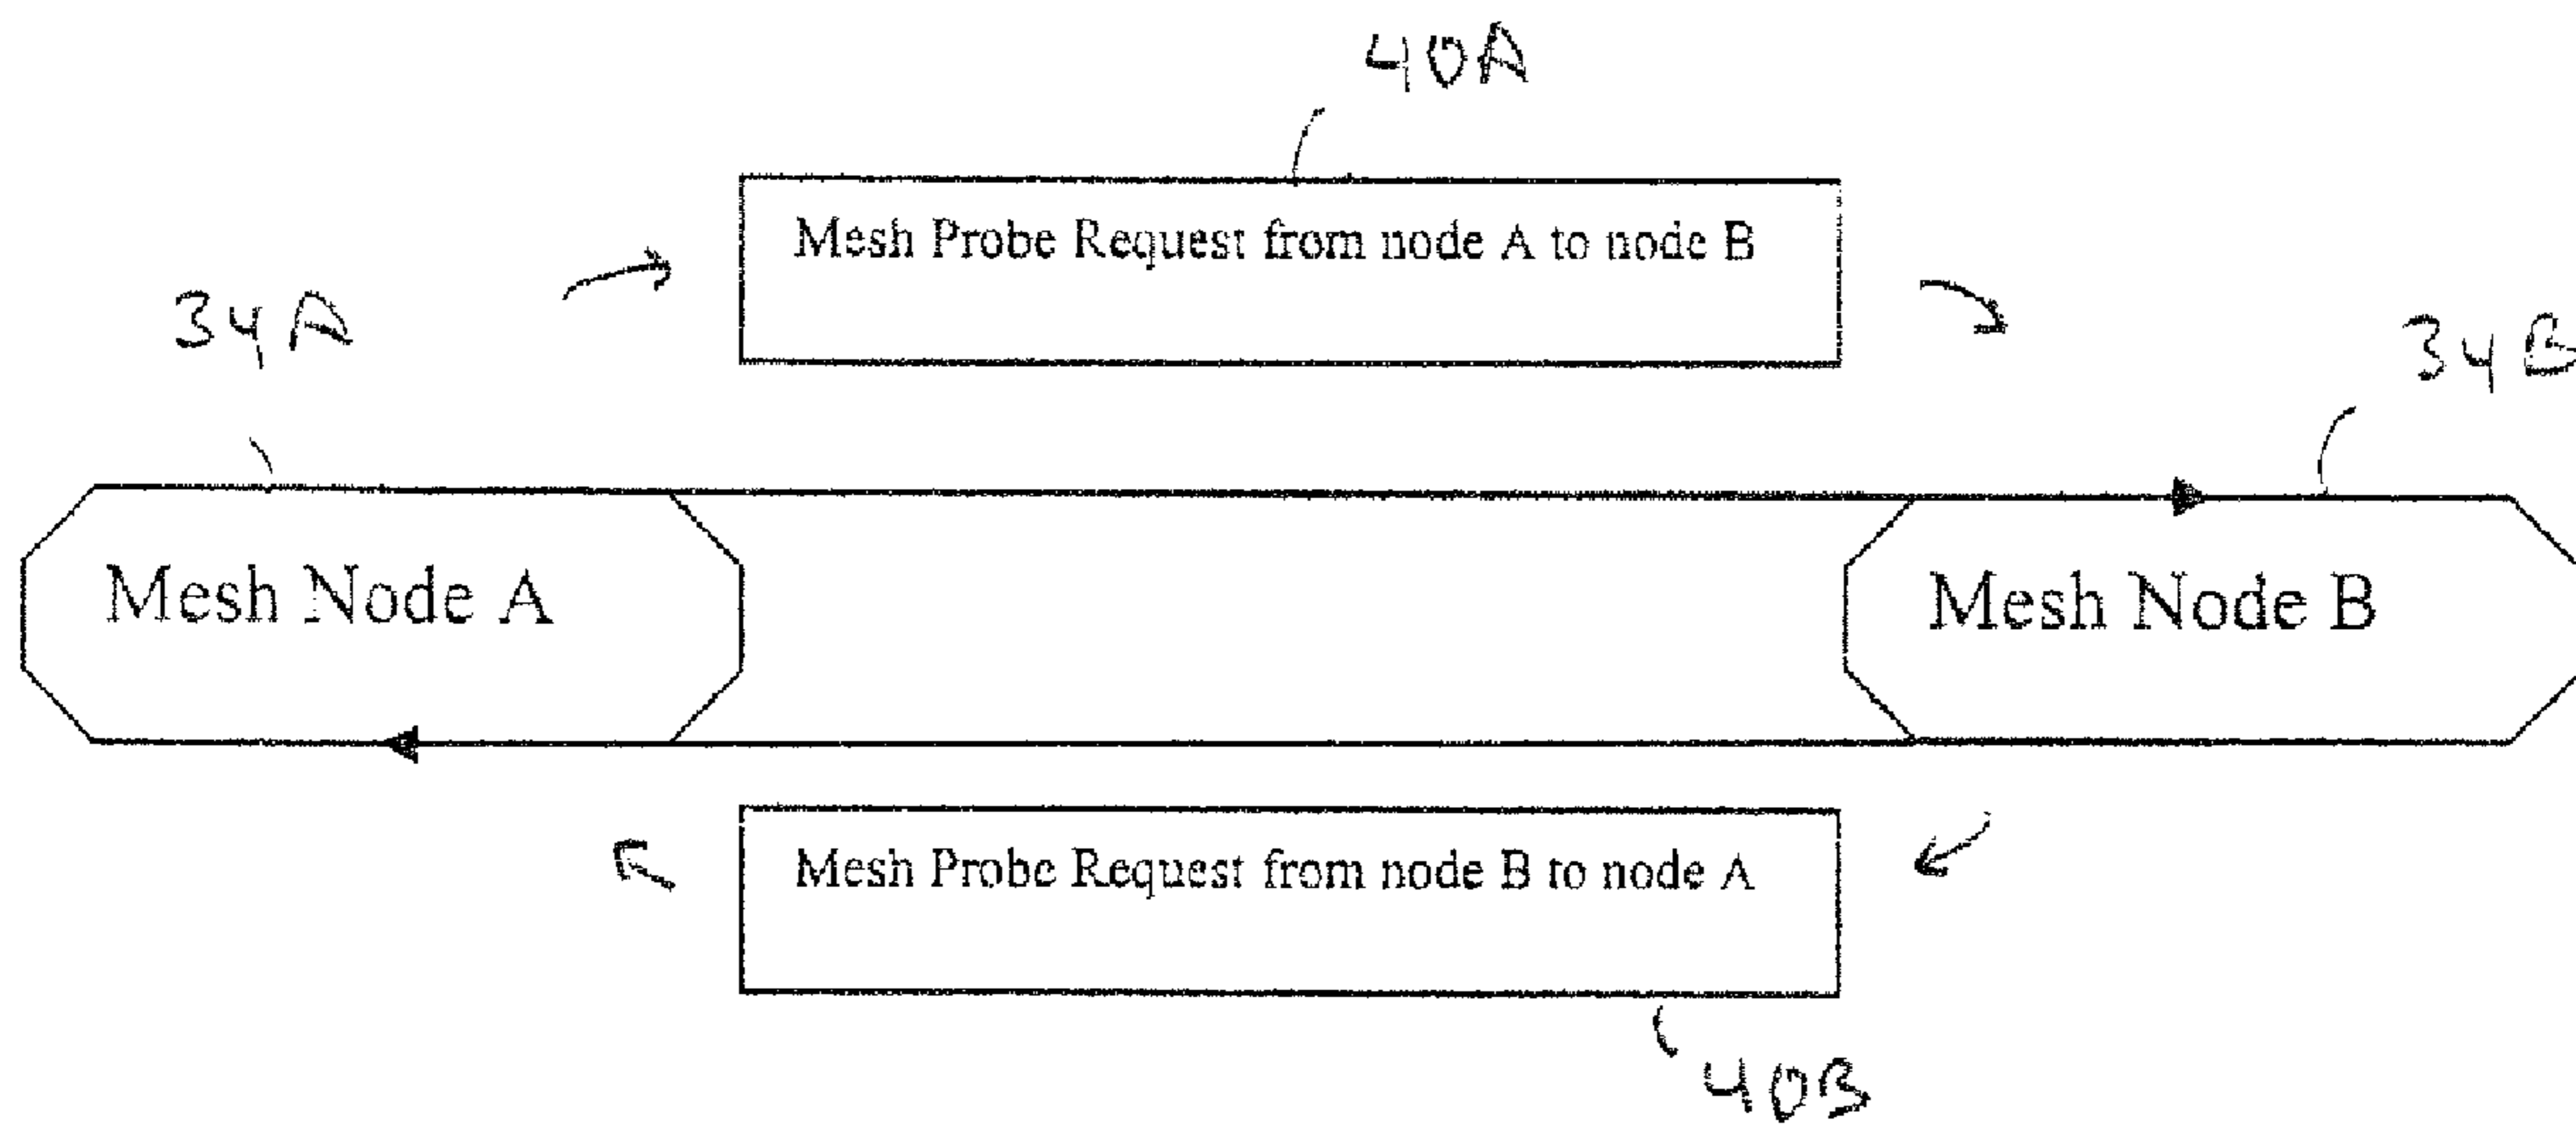 40A
Mesh Probe Request from node A to node B
34A
34B
Mesh Node A
Mesh Node B
Mesh Probe Request from node B to node A
40B